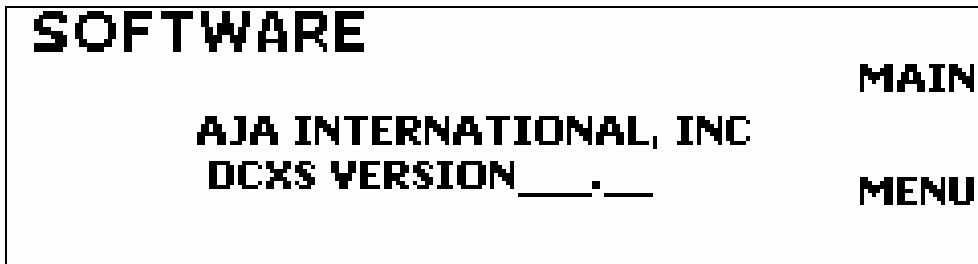 SOFTWARE
MAIN
AJA INTERNATIONAL, INC
DCXS VERSION___.__
MENU